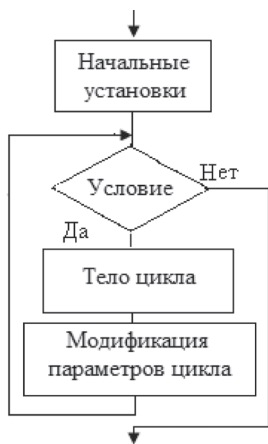 Начальные
установки
Условие
Нет
Да
Тело цикла
Модификация
параметров цикла